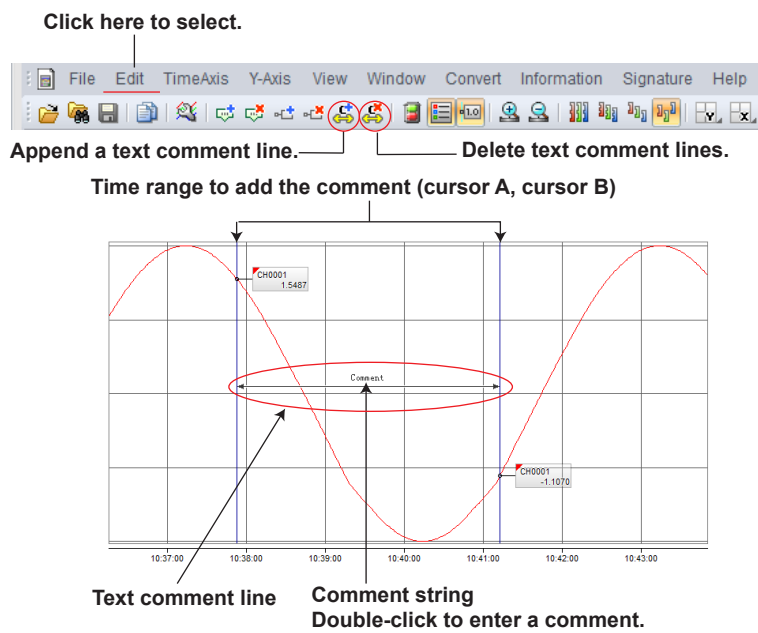 Click here to select.
File Edit TimeAxis Y-Axis View Window Convert Information Signature Help
Append a text comment line.
Delete text comment lines.
Time range to add the comment (cursor A, cursor B)
CH0001
1.5487
Comment
CH0001
-1.1070
10:37:00 10:38:00 10:39:00 10:40:00 10:41:00 10:42:00 10:43:00
Text comment line
Comment string
Double-click to enter a comment.